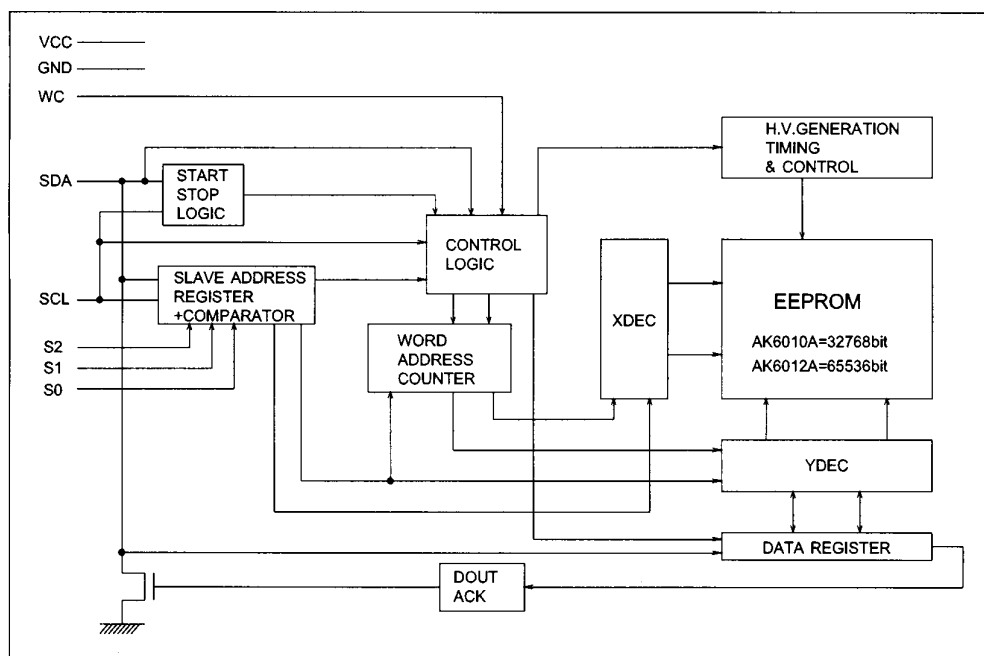 VCC
GND
WC
SDA
SCL
S2
S1
S0
START
STOP
LOGIC
SLAVE ADDRESS
REGISTER
+COMPARATOR
CONTROL
LOGIC
WORD
ADDRESS
COUNTER
XDEC
H.V.GENERATION
TIMING
& CONTROL
EEPROM
AK6010A=32768bit
AK6012A=65536bit
YDEC
DATA REGISTER
DOUT
ACK